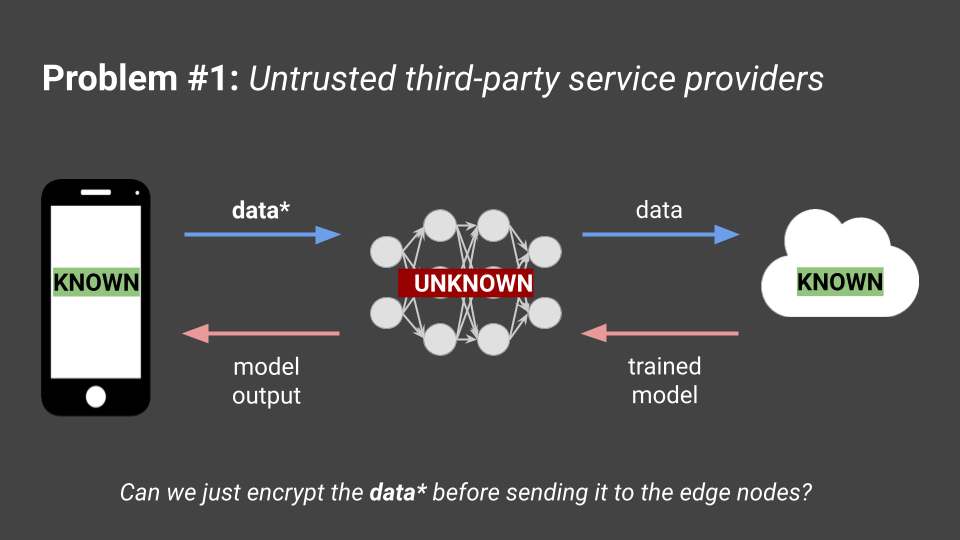 Problem #1: Untrusted third-party service providers
data*
data
KNOWN
UNKNOWN
KNOWN
model
output
trained
model
Can we just encrypt the data* before sending it to the edge nodes?